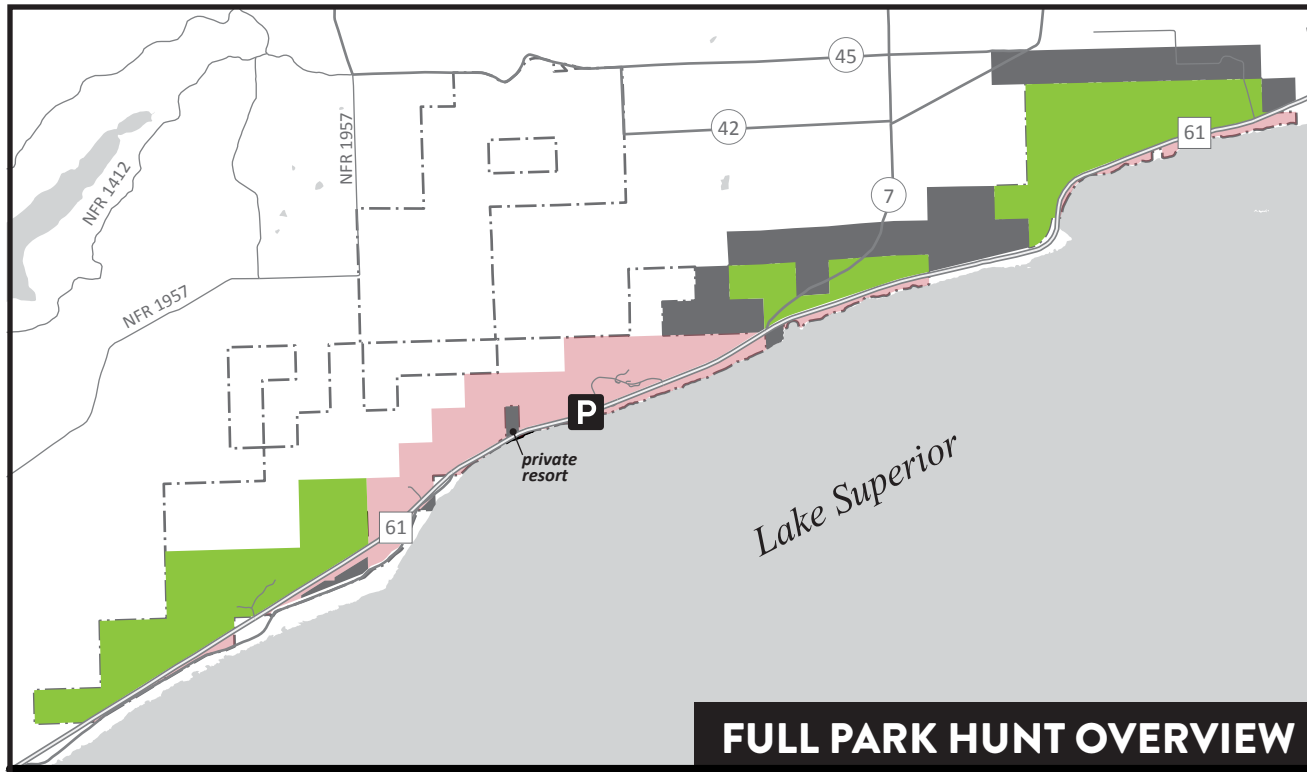 45
NFR 1957
42
61
NFR 1412
7
NFR 1957
P
private
resort
Lake Superior
61
FULL PARK HUNT OVERVIEW